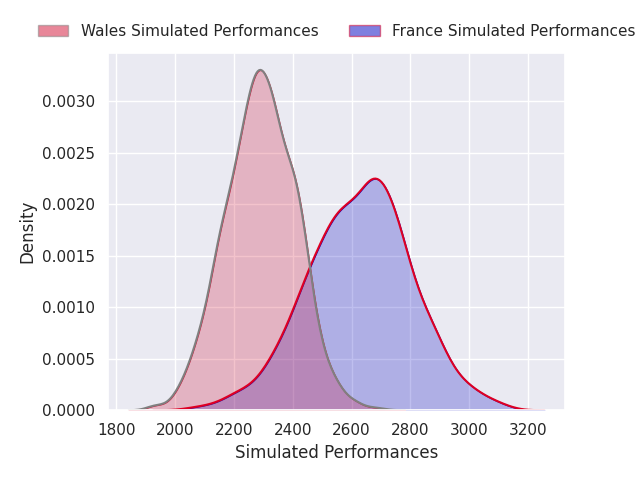 Wales Simulated Performances France Simulated Performances
0.0030
0.0025
0.0020
0.0015
0.0010
0.0005
0.0000
Density
1800 2000 2200 2400 2600 2800 3000 3200
Simulated Performances